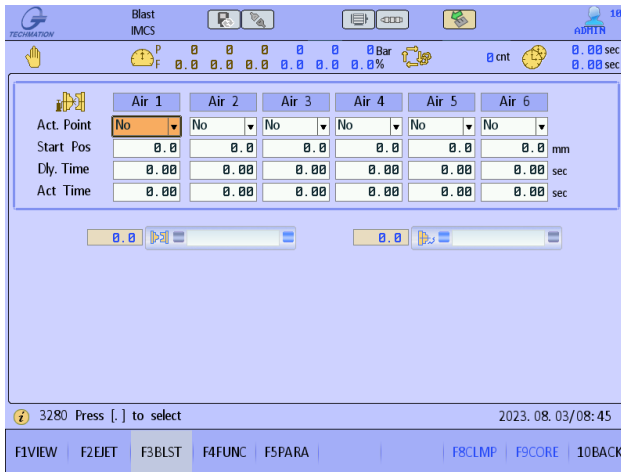 Blast 10
TECHMATION IMCS ADMIN
P 0 0 0 0 0 Bar 0 cnt 0.00 sec
F 0.0 0.0 0.0 0.0 0.0 0.0% 0.00 sec
Air 1 Air 2 Air 3 Air 4 Air 5 Air 6
Act. Point No No No No No No
Start Pos 0.0 0.0 0.0 0.0 0.0 0.0 mm
Dly. Time 0.00 0.00 0.00 0.00 0.00 0.00 sec
Act Time 0.00 0.00 0.00 0.00 0.00 0.00 sec
0.0 0.0
i 3280 Press [.] to select 2023. 08. 03/08:45
F1VIEW F2EJET F3BLST F4FUNC F5PARA F8CLMP F9CORE 10BACK